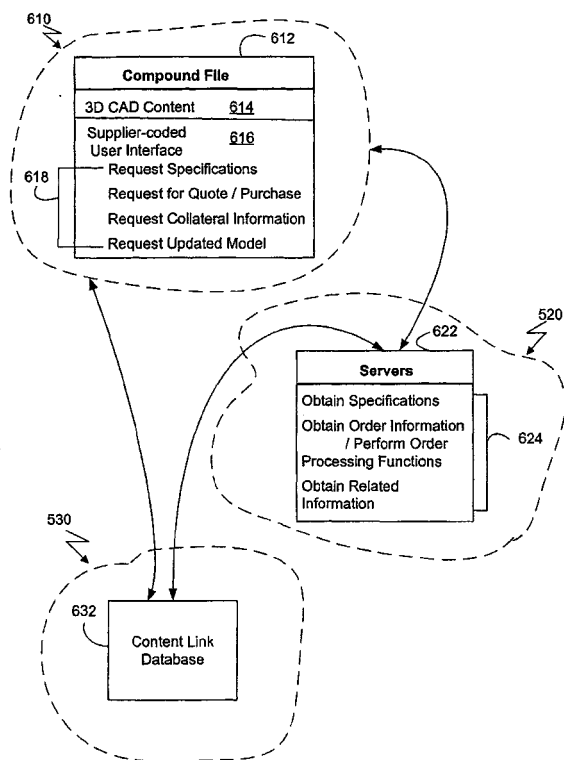 610
612
Compound File
3D CAD Content 614
Supplier-coded 616
User Interface
618
Request Specifications
Request for Quote / Purchase
Request Collateral Information
Request Updated Model
520
622
Servers
Obtain Specifications
Obtain Order Information
/ Perform Order
Processing Functions
624
Obtain Related
Information
530
632
Content Link
Database